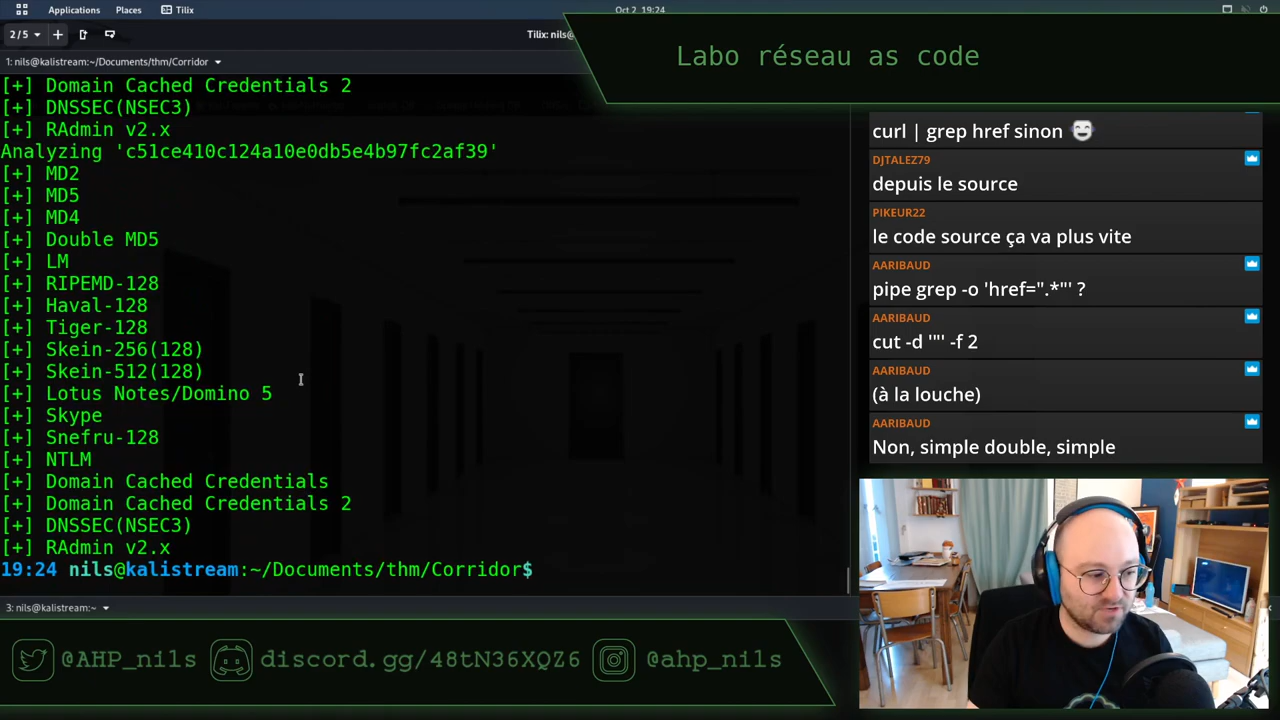 Applications Places Tilix
Oct 2, 19:24
2/5
Tilix: nils@
1: nils@kalistream:~/Documents/thm/Corridor
[+] Domain Cached Credentials 2
[+] DNSSEC(NSEC3)
[+] RAdmin v2.x
Analyzing 'c51ce410c124a10e0db5e4b97fc2af39'
[+] MD2
[+] MD5
[+] MD4
[+] Double MD5
[+] LM
[+] RIPEMD-128
[+] Haval-128
[+] Tiger-128
[+] Skein-256(128)
[+] Skein-512(128)
[+] Lotus Notes/Domino 5
[+] Skype
[+] Snefru-128
[+] NTLM
[+] Domain Cached Credentials
[+] Domain Cached Credentials 2
[+] DNSSEC(NSEC3)
[+] RAdmin v2.x
19:24 nils@kalistream:~/Documents/thm/Corridor$
3: nils@kalistream:~
Labo réseau as code
curl | grep href sinon
DJTALEZ79
depuis le source
PIKEUR22
le code source ça va plus vite
AARIBAUD
pipe grep -o 'href=".*"' ?
AARIBAUD
cut -d '"' -f 2
AARIBAUD
(à la louche)
AARIBAUD
Non, simple double, simple
@AHP_nils
discord.gg/48tN36XQZ6
@ahp_nils